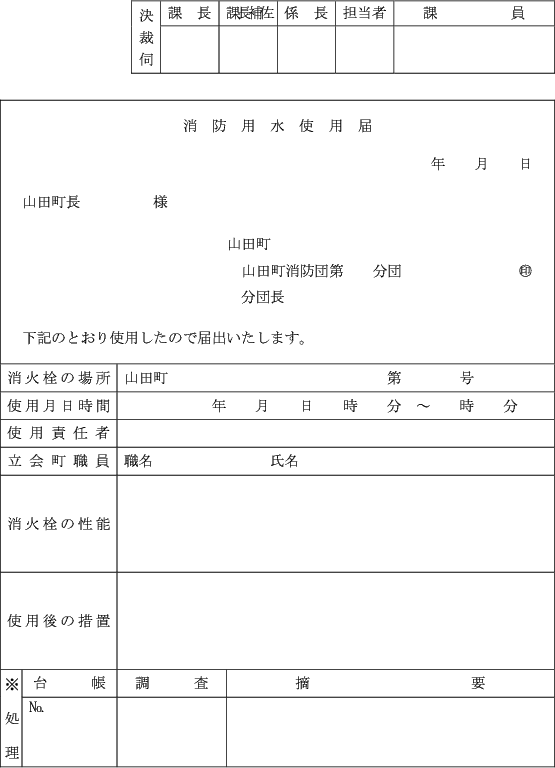 決裁伺 課長 課長補佐 係長 担当者 課員
消防用水使用届
年 月 日
山田町長 様
山田町
山田町消防団第 分団 ㊞
分団長
下記のとおり使用したので届出いたします。
消火栓の場所 山田町 第 号
使用月日時間 年 月 日 時 分 ～ 時 分
使用責任者
立会町職員 職名 氏名
消火栓の性能
使用後の措置
※処理 台帳 調査 摘要
№